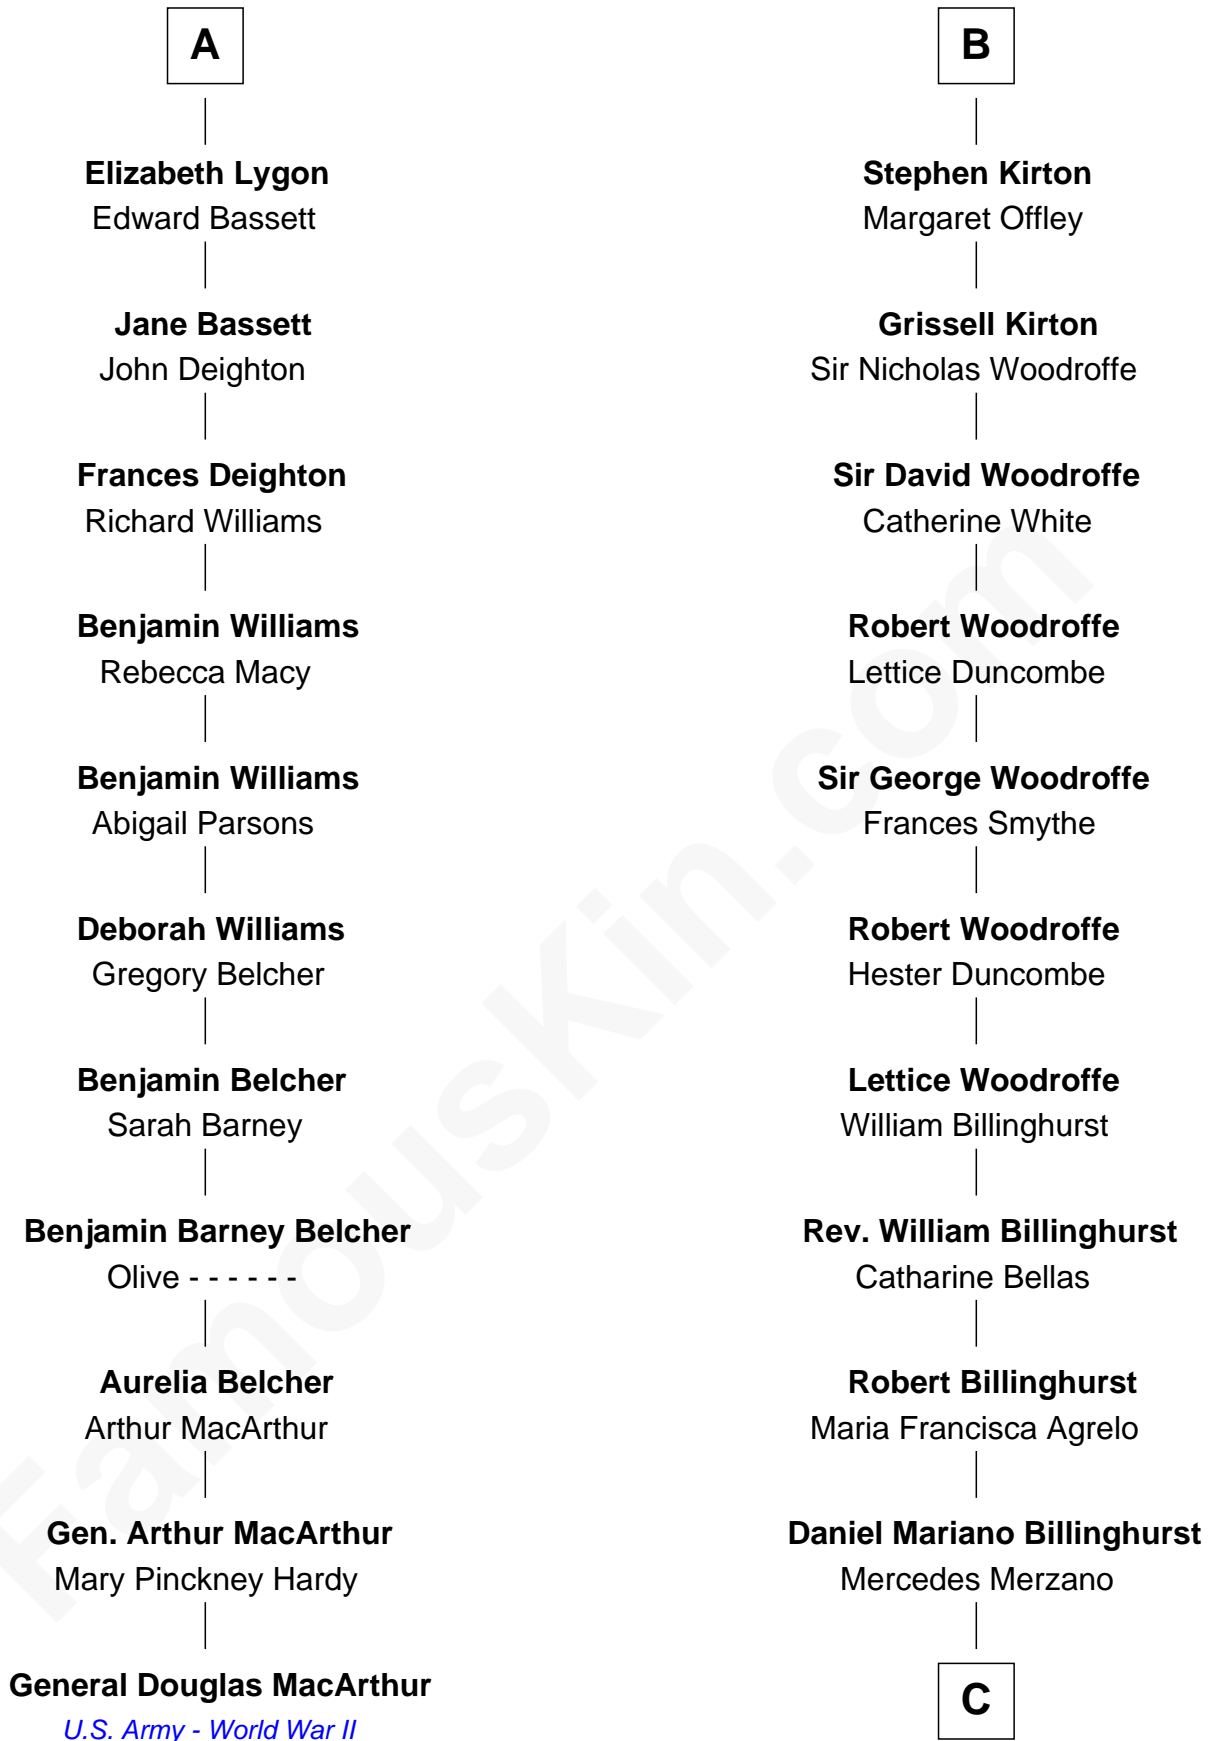 A
Elizabeth Lygon
Edward Bassett
Jane Bassett
John Deighton
Frances Deighton
Richard Williams
Benjamin Williams
Rebecca Macy
Benjamin Williams
Abigail Parsons
Deborah Williams
Gregory Belcher
Benjamin Belcher
Sarah Barney
Benjamin Barney Belcher
Olive - - - - - -
Aurelia Belcher
Arthur MacArthur
Gen. Arthur MacArthur
Mary Pinckney Hardy
General Douglas MacArthur
U.S. Army - World War II
B
Stephen Kirton
Margaret Offley
Grissell Kirton
Sir Nicholas Woodroffe
Sir David Woodroffe
Catherine White
Robert Woodroffe
Lettice Duncombe
Sir George Woodroffe
Frances Smythe
Robert Woodroffe
Hester Duncombe
Lettice Woodroffe
William Billinghurst
Rev. William Billinghurst
Catharine Bellas
Robert Billinghurst
Maria Francisca Agrelo
Daniel Mariano Billinghurst
Mercedes Merzano
C
FamousKin.com